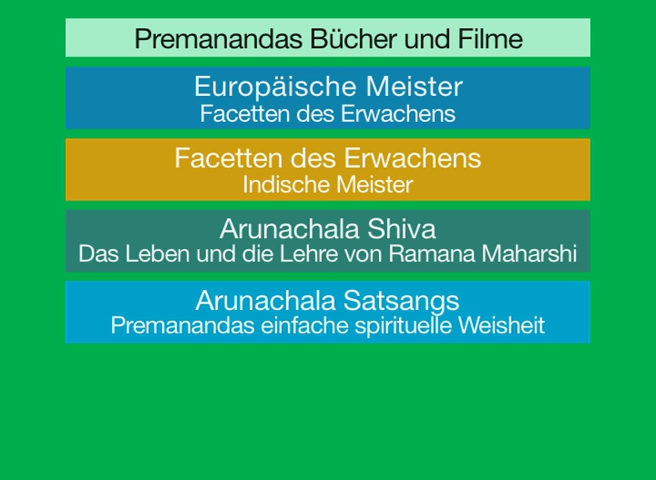 Premanandas Bücher und Filme
Europäische Meister
Facetten des Erwachens
Facetten des Erwachens
Indische Meister
Arunachala Shiva
Das Leben und die Lehre von Ramana Maharshi
Arunachala Satsangs
Premanandas einfache spirituelle Weisheit